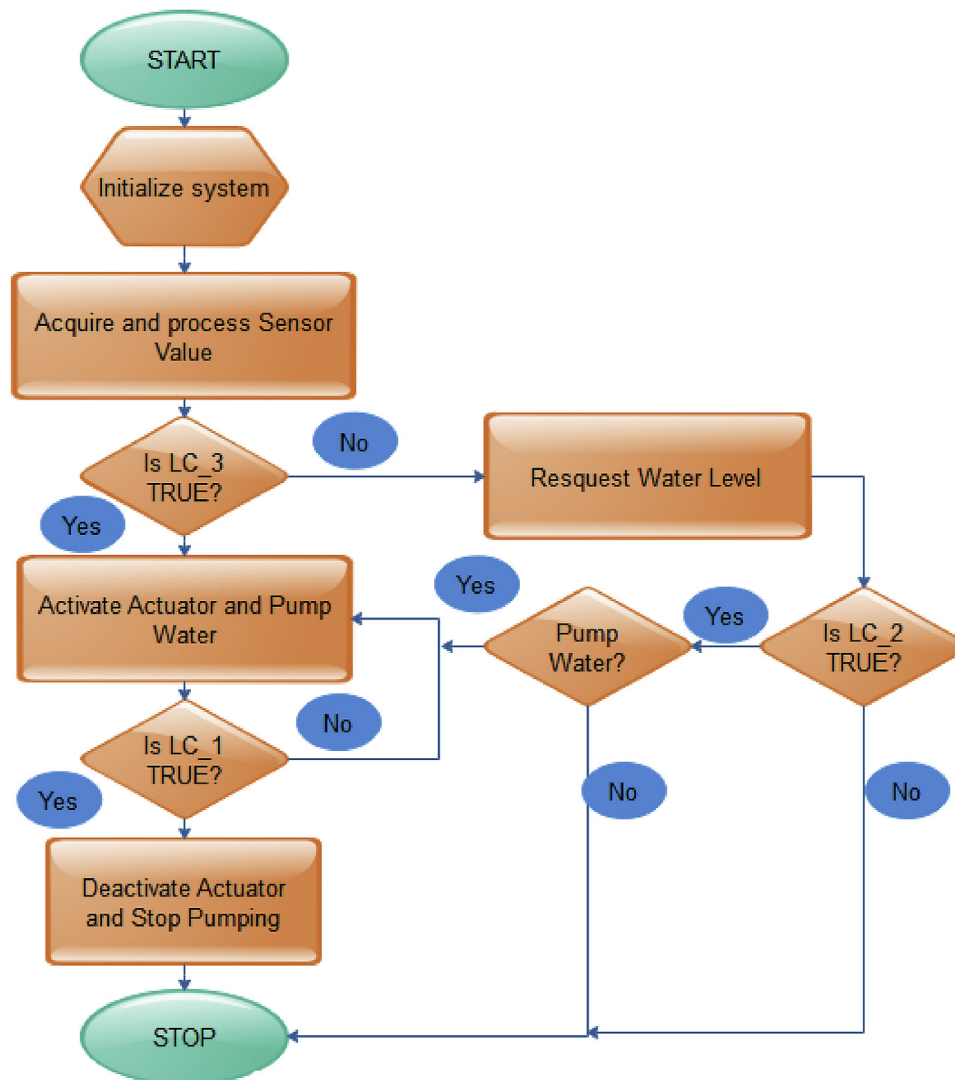 START
Initialize system
Acquire and process Sensor
Value
Is LC_3
TRUE?
No
Resquest Water Level
Yes
Activate Actuator and Pump
Water
Yes
Pump
Water?
Yes
Is LC_2
TRUE?
Is LC_1
TRUE?
No
Yes
No
No
Deactivate Actuator
and Stop Pumping
STOP